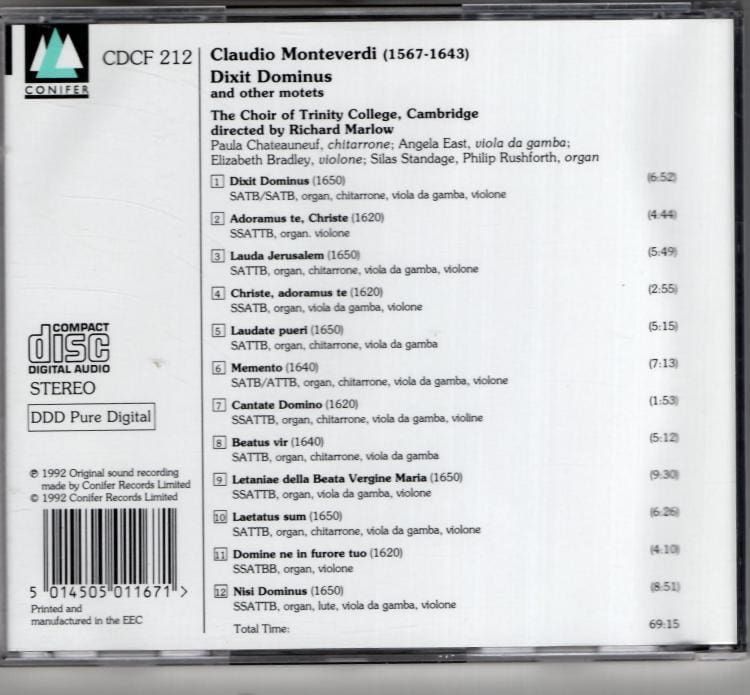 CONIFER
CDCF 212
Claudio Monteverdi (1567-1643)
Dixit Dominus
and other motets
The Choir of Trinity College, Cambridge
directed by Richard Marlow
Paula Chateauneuf, chitarrone; Angela East, viola da gamba;
Elizabeth Bradley, violone; Silas Standage, Philip Rushforth, organ
1 Dixit Dominus (1650) (6:52)
SATB/SATB, organ, chitarrone, viola da gamba, violone
2 Adoramus te, Christe (1620) (4:44)
SSATTB, organ. violone
3 Lauda Jerusalem (1650) (5:49)
SATTB, organ, chitarrone, viola da gamba, violone
4 Christe, adoramus te (1620) (2:55)
SSATB, organ, viola da gamba, violone
5 Laudate pueri (1650) (5:15)
SATTB, organ, chitarrone, viola da gamba
6 Memento (1640) (7:13)
SATB/ATTB, organ, chitarrone, viola da gamba, violone
7 Cantate Domino (1620) (1:53)
SSATTB, organ, chitarrone, viola da gamba, violine
8 Beatus vir (1640) (5:12)
SATTB, organ, chitarrone, viola da gamba
9 Letaniae della Beata Vergine Maria (1650) (9:30)
SSATTB, organ, viola da gamba, violone
10 Laetatus sum (1650) (6:26)
SATTB, organ, chitarrone, viola da gamba, violone
11 Domine ne in furore tuo (1620) (4:10)
SSATBB, organ, violone
12 Nisi Dominus (1650) (8:51)
SSATTB, organ, lute, viola da gamba, violone
Total Time: 69:15
COMPACT
disc
DIGITAL AUDIO
STEREO
DDD Pure Digital
℗ 1992 Original sound recording
made by Conifer Records Limited
© 1992 Conifer Records Limited
5 014505 011671 >
Printed and
manufactured in the EEC